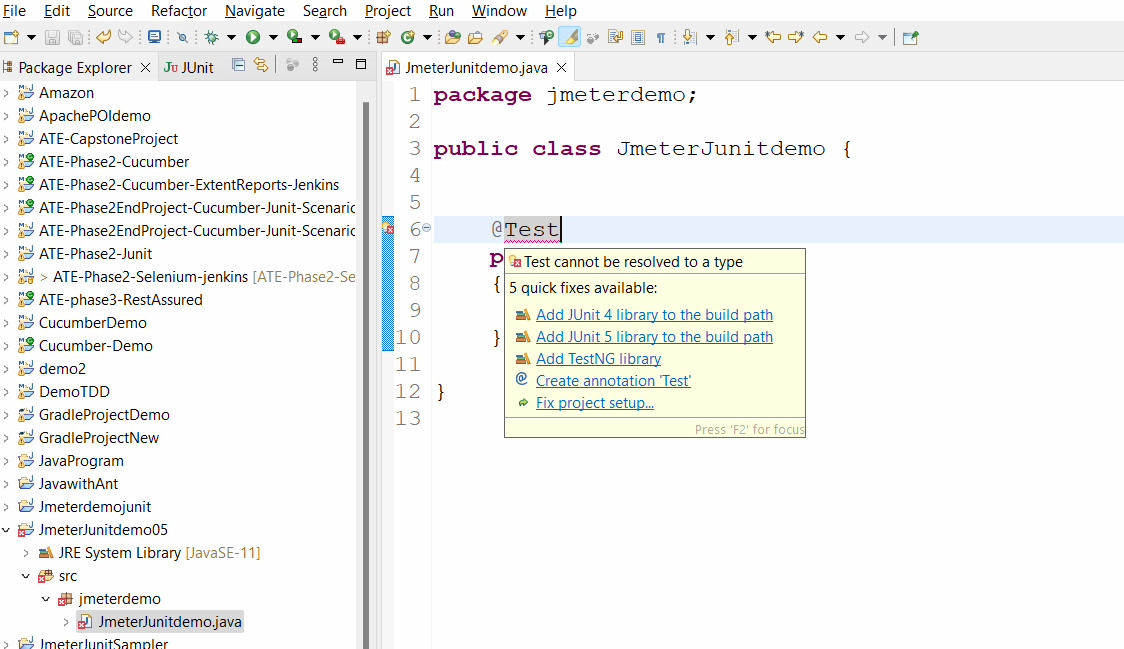 File Edit Source Refactor Navigate Search Project Run Window Help
Package Explorer
JUnit
JmeterJunitdemo.java
Amazon
ApachePOIdemo
ATE-CapstoneProject
ATE-Phase2-Cucumber
ATE-Phase2-Cucumber-ExtentReports-Jenkins
ATE-Phase2EndProject-Cucumber-Junit-Scenaric
ATE-Phase2EndProject-Cucumber-Junit-Scenaric
ATE-Phase2-Junit
> ATE-Phase2-Selenium-jenkins [ATE-Phase2-Se
ATE-phase3-RestAssured
CucumberDemo
Cucumber-Demo
demo2
DemoTDD
GradleProjectDemo
GradleProjectNew
JavaProgram
JavawithAnt
Jmeterdemojunit
JmeterJunitdemo05
JRE System Library [JavaSE-11]
src
jmeterdemo
JmeterJunitdemo.java
JmeterJunitSampler
1 package jmeterdemo;
2
3 public class JmeterJunitdemo {
4
5
6 @Test
7 p
8 {
9
10 }
11
12 }
13
Test cannot be resolved to a type
5 quick fixes available:
Add JUnit 4 library to the build path
Add JUnit 5 library to the build path
Add TestNG library
Create annotation 'Test'
Fix project setup...
Press 'F2' for focus